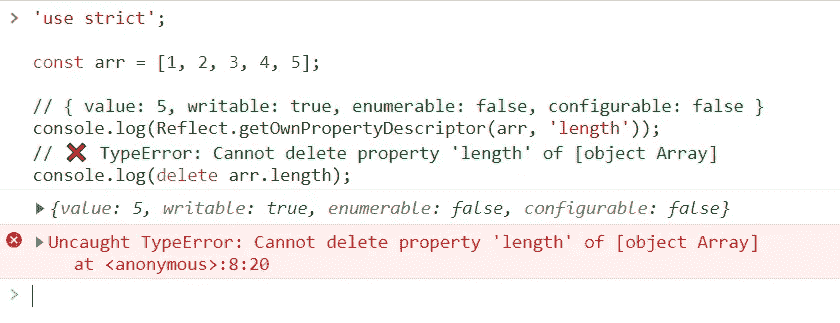 'use strict';
const arr = [1, 2, 3, 4, 5];
// { value: 5, writable: true, enumerable: false, configurable: false }
console.log(Reflect.getOwnPropertyDescriptor(arr, 'length'));
// ❌ TypeError: Cannot delete property 'length' of [object Array]
console.log(delete arr.length);
{value: 5, writable: true, enumerable: false, configurable: false}
Uncaught TypeError: Cannot delete property 'length' of [object Array]
at <anonymous>:8:20